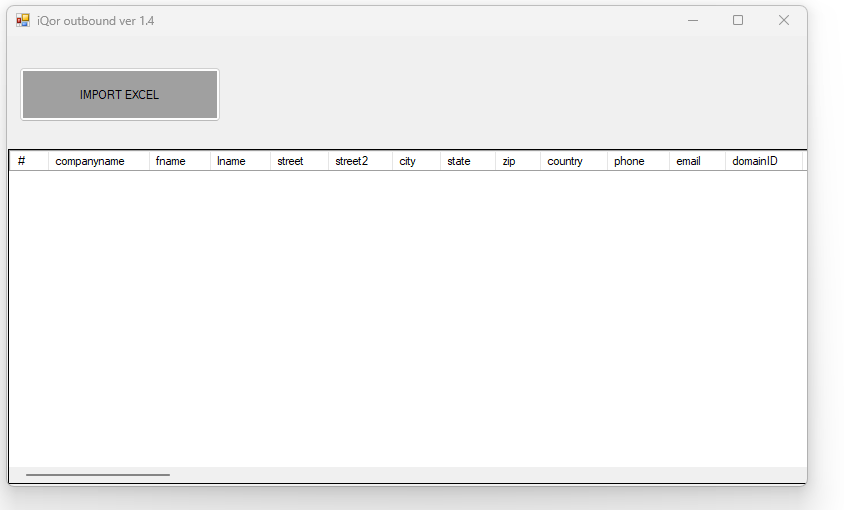 iQor outbound ver 1.4
IMPORT EXCEL
# companyname fname lname street street2 city state zip country phone email domainID